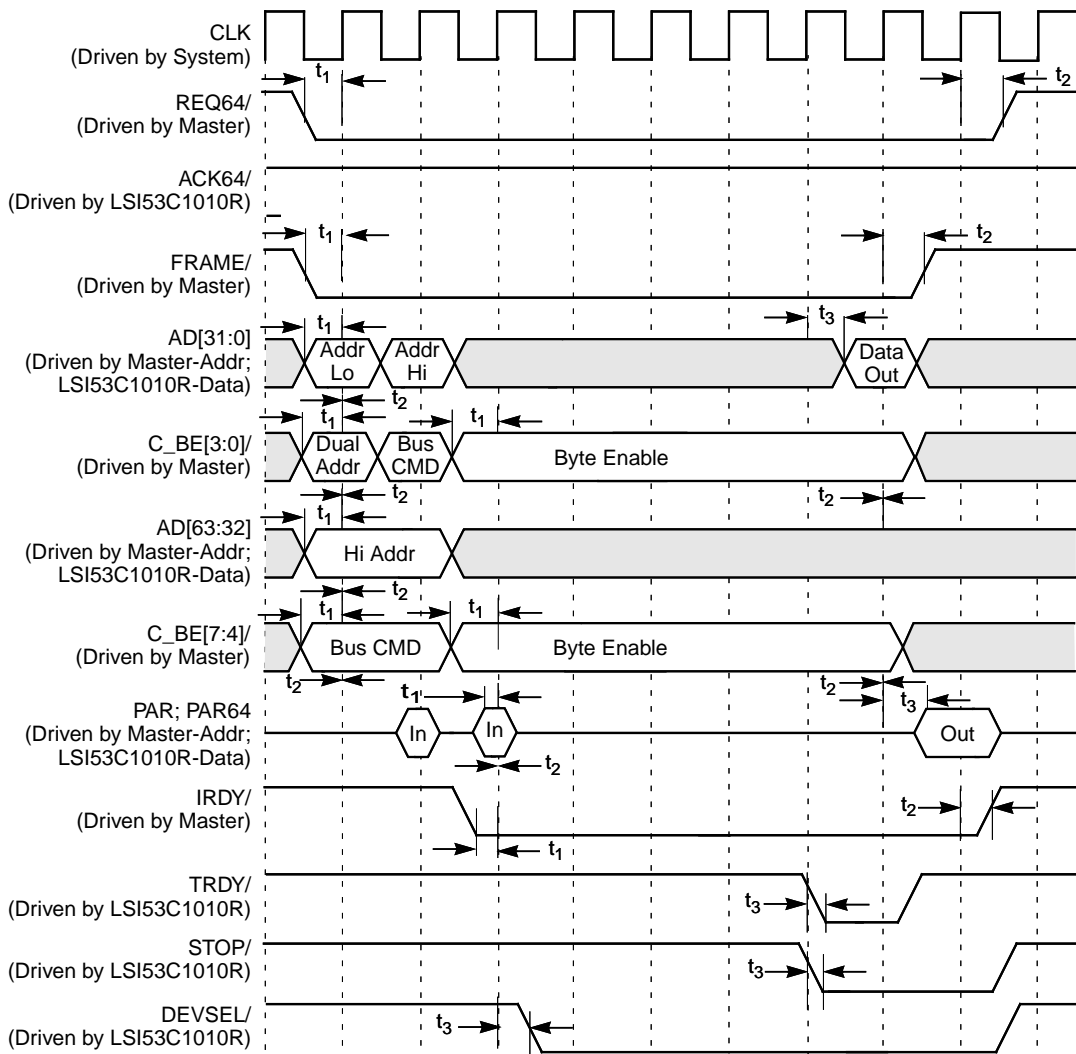 CLK
(Driven by System)
t1
t2
REQ64/
(Driven by Master)
ACK64/
(Driven by LSI53C1010R)
t1
t2
FRAME/
(Driven by Master)
t3
AD[31:0]
(Driven by Master-Addr;
LSI53C1010R-Data)
t1
Addr
Lo
Addr
Hi
Data
Out
t2
t1
t1
C_BE[3:0]/
(Driven by Master)
Dual
Addr
Bus
CMD
Byte Enable
t2
t2
AD[63:32]
(Driven by Master-Addr;
LSI53C1010R-Data)
t1
Hi Addr
t2
t1
t1
C_BE[7:4]/
(Driven by Master)
Bus CMD
Byte Enable
t2
t2
t1
t3
PAR; PAR64
(Driven by Master-Addr;
LSI53C1010R-Data)
In
In
Out
t2
IRDY/
(Driven by Master)
t2
t1
TRDY/
(Driven by LSI53C1010R)
t3
STOP/
(Driven by LSI53C1010R)
t3
DEVSEL/
(Driven by LSI53C1010R)
t3